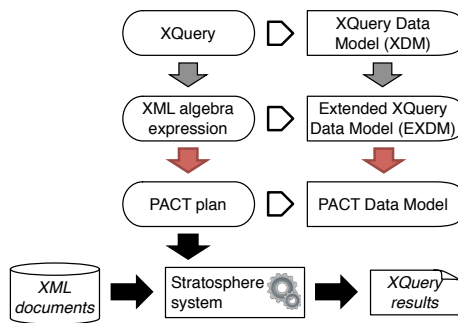 XQuery
XQuery Data
Model (XDM)
XML algebra
expression
Extended XQuery
Data Model (EXDM)
PACT plan
PACT Data Model
XML
documents
Stratosphere
system
XQuery
results